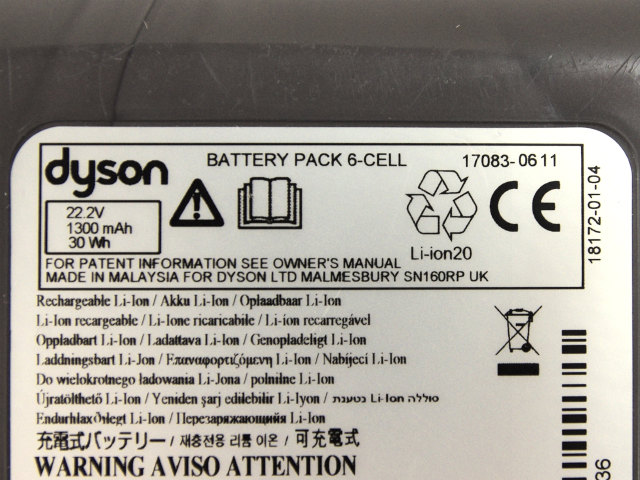 dyson BATTERY PACK 6-CELL 17083-0611
22.2V
1300 mAh
30 Wh
Li-ion20
18172-01-04
FOR PATENT INFORMATION SEE OWNER'S MANUAL
MADE IN MALAYSIA FOR DYSON LTD MALMESBURY SN160RP UK
Rechargeable Li-Ion / Akku Li-Ion / Oplaadbaar Li-Ion
Li-Ion recargeable / Li-Ione ricaricabile / Li-ion recarregável
Oppladbart Li-Ion / Ladattava Li-Ion / Genopladeligt Li-Ion
Laddningsbart Li-Jon / Επαναφορτιζόμενη Li-Ion / Nabíjecí Li-Ion
Do wielokrotnego ładowania Li-Jona / polnilne Li-Ion
Újratölthető Li-Ion / Yeniden şarj edilebilir Li-Iyon / סוללה Li-Ion נטענת
Li-Ion / Перезаряжающийся Li-Ion
充電式バッテリー / 재충전용 리튬 이온 / 可充電式
WARNING AVISO ATTENTION
36